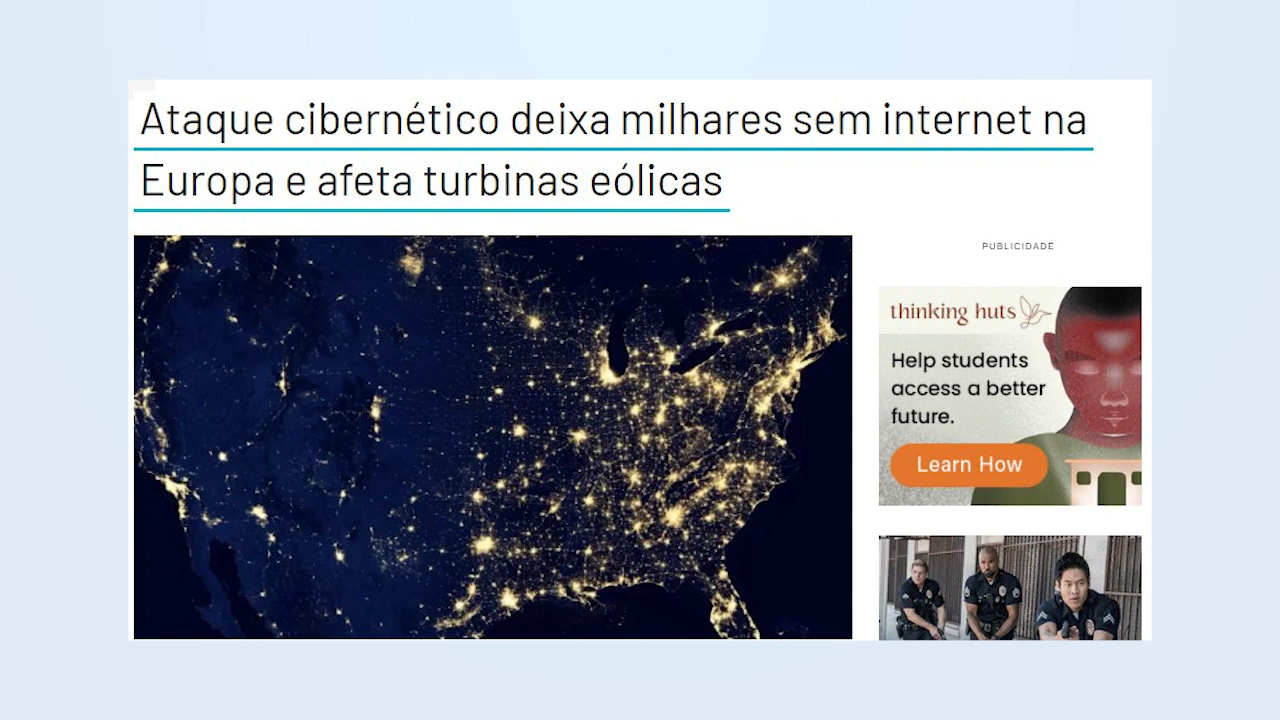 Ataque cibernético deixa milhares sem internet na
Europa e afeta turbinas eólicas
PUBLICIDADE
thinking huts
Help students
access a better
future.
Learn How